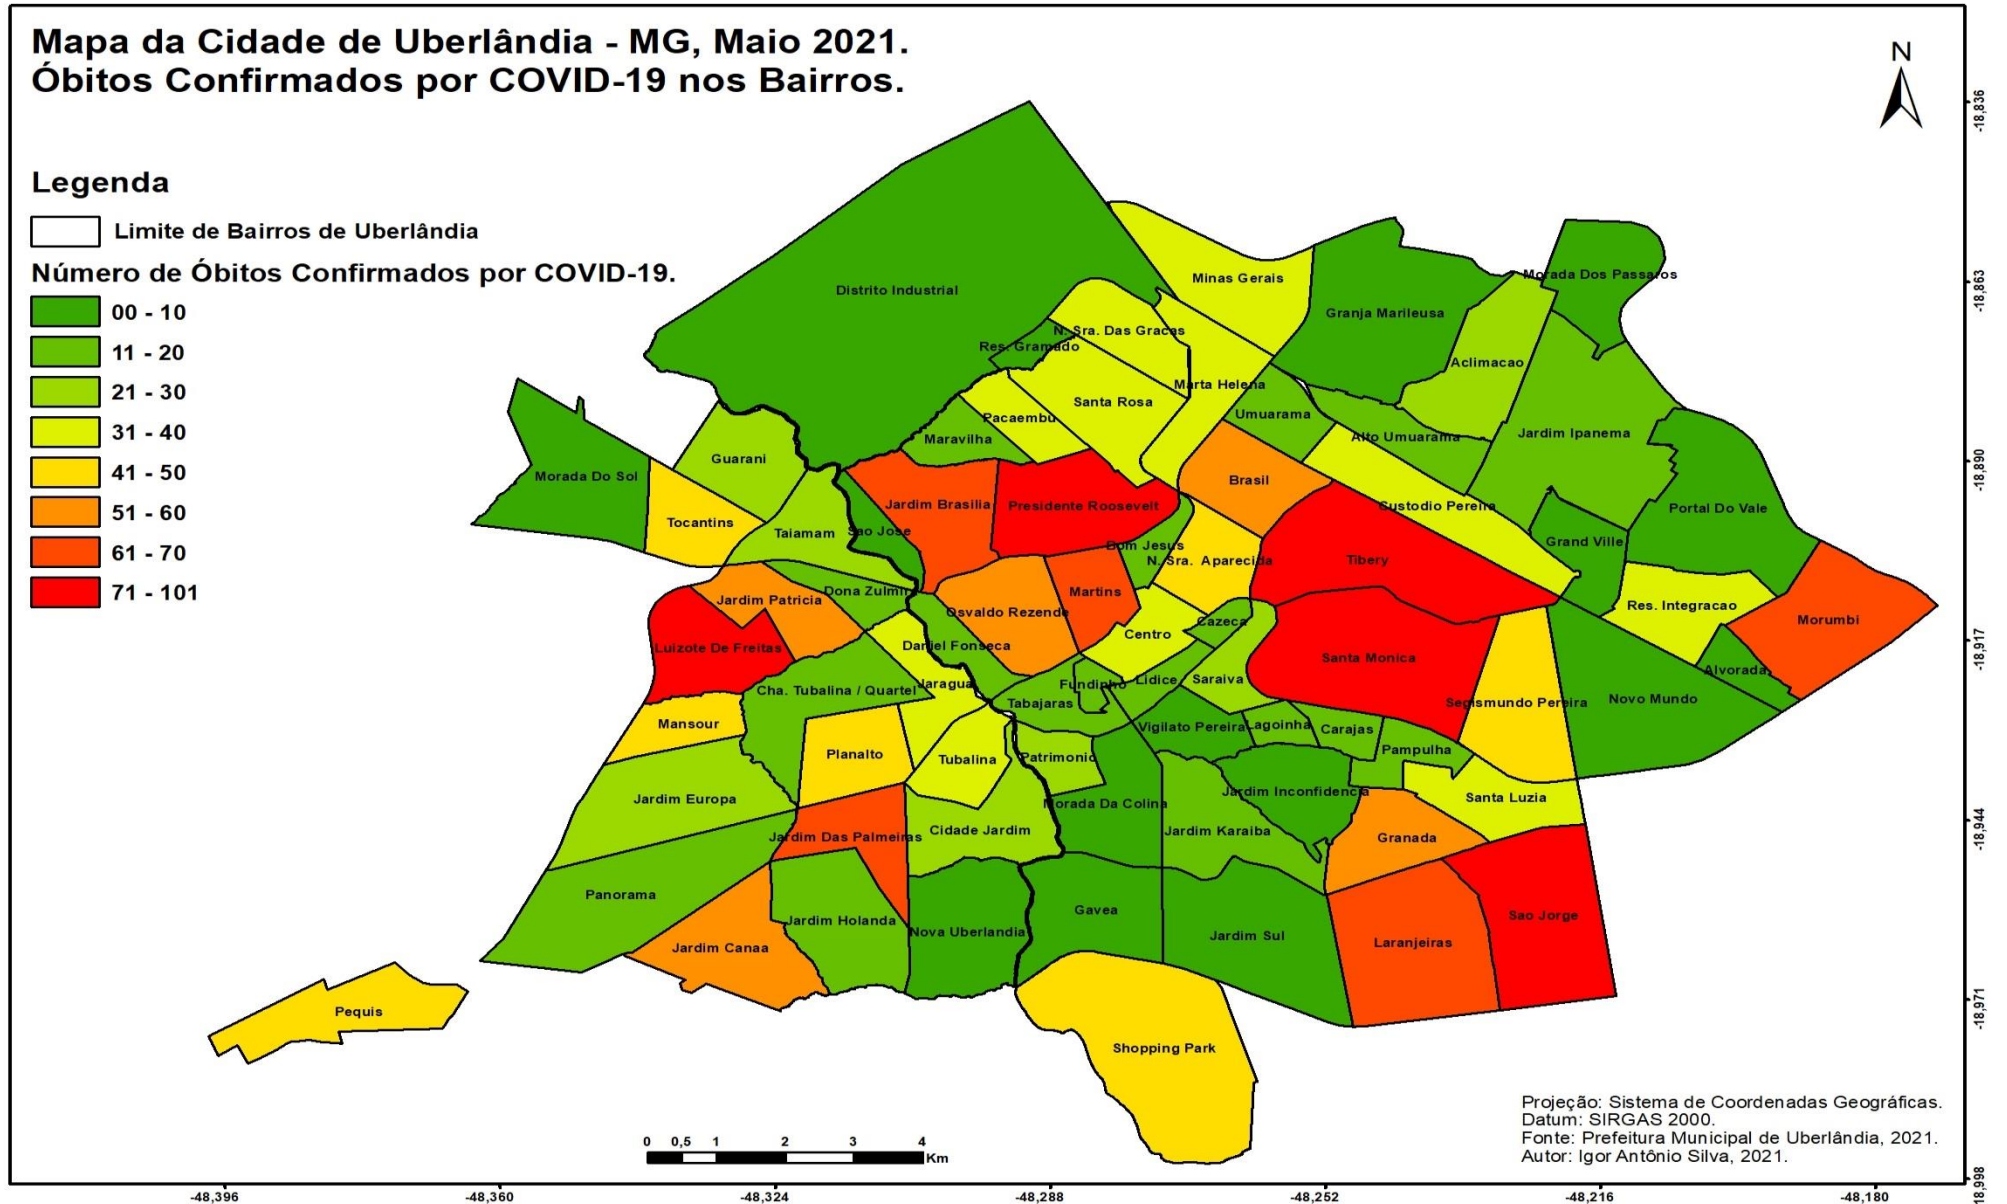 Mapa da Cidade de Uberlândia - MG, Maio 2021.
Óbitos Confirmados por COVID-19 nos Bairros.
N
Legenda
Limite de Bairros de Uberlândia
Número de Óbitos Confirmados por COVID-19.
00 - 10
11 - 20
21 - 30
31 - 40
41 - 50
51 - 60
61 - 70
71 - 101
Distrito Industrial
Minas Gerais
Morada Dos Passaros
Granja Marileusa
N. Sra. Das Gracas
Res. Gramado
Aclimacao
Marta Helena
Santa Rosa
Pacaembu
Umuarama
Maravilha
Alto Umuarama
Jardim Ipanema
Guarani
Morada Do Sol
Brasil
Jardim Brasilia
Presidente Roosevelt
Custodio Pereira
Portal Do Vale
Tocantins
Taiamam
Sao Jose
Dom Jesus
Grand Ville
N. Sra. Aparecida
Tibery
Dona Zulmir
Martins
Jardim Patricia
Osvaldo Rezende
Res. Integracao
Morumbi
Cazeca
Centro
Luizote De Freitas
Daniel Fonseca
Santa Monica
Alvorada
Jaragua
Fundinho
Lidice
Saraiva
Cha. Tubalina / Quartel
Tabajaras
Segismundo Pereira
Novo Mundo
Mansour
Vigilato Pereira
Lagoinha
Carajas
Pampulha
Planalto
Tubalina
Patrimonio
Jardim Europa
Morada Da Colina
Jardim Inconfidencia
Santa Luzia
Jardim Das Palmeiras
Cidade Jardim
Jardim Karaiba
Granada
Panorama
Jardim Holanda
Nova Uberlandia
Gavea
Jardim Sul
Laranjeiras
Sao Jorge
Jardim Canaa
Pequis
Shopping Park
0 0,5 1 2 3 4
Km
Projeção: Sistema de Coordenadas Geográficas.
Datum: SIRGAS 2000.
Fonte: Prefeitura Municipal de Uberlândia, 2021.
Autor: Igor Antônio Silva, 2021.
-18,836
-18,863
-18,890
-18,917
-18,944
-18,971
-18,998
-48,396
-48,360
-48,324
-48,288
-48,252
-48,216
-48,180